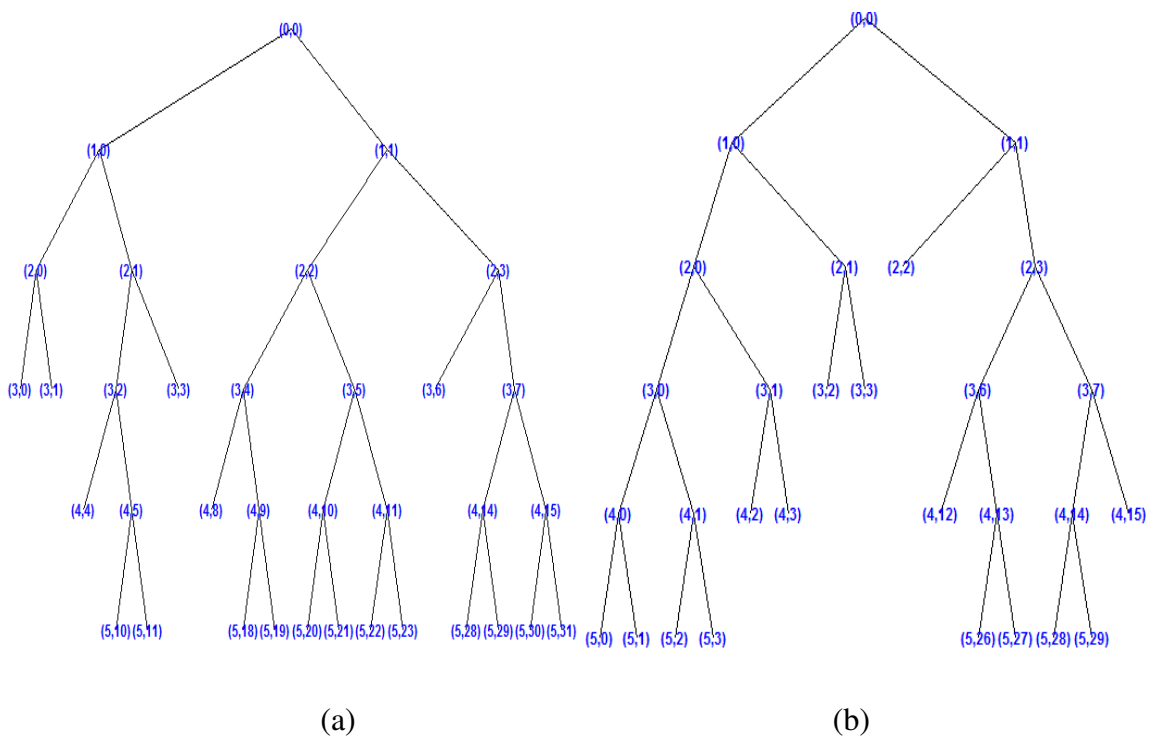 (0,0) (0,0)
(1,0) (1,1) (1,0) (1,1)
(2,0) (2,1) (2,2) (2,3) (2,0) (2,1) (2,2) (2,3)
(3,0) (3,1) (3,2) (3,3) (3,4) (3,5) (3,6) (3,7) (3,0) (3,1) (3,2) (3,3) (3,6) (3,7)
(4,4) (4,5) (4,8) (4,9) (4,10) (4,11) (4,14) (4,15) (4,0) (4,1) (4,2) (4,3) (4,12) (4,13) (4,14) (4,15)
(5,10) (5,11) (5,18) (5,19) (5,20) (5,21) (5,22) (5,23) (5,28) (5,29) (5,30) (5,31) (5,0) (5,1) (5,2) (5,3) (5,26) (5,27) (5,28) (5,29)
(a) (b)